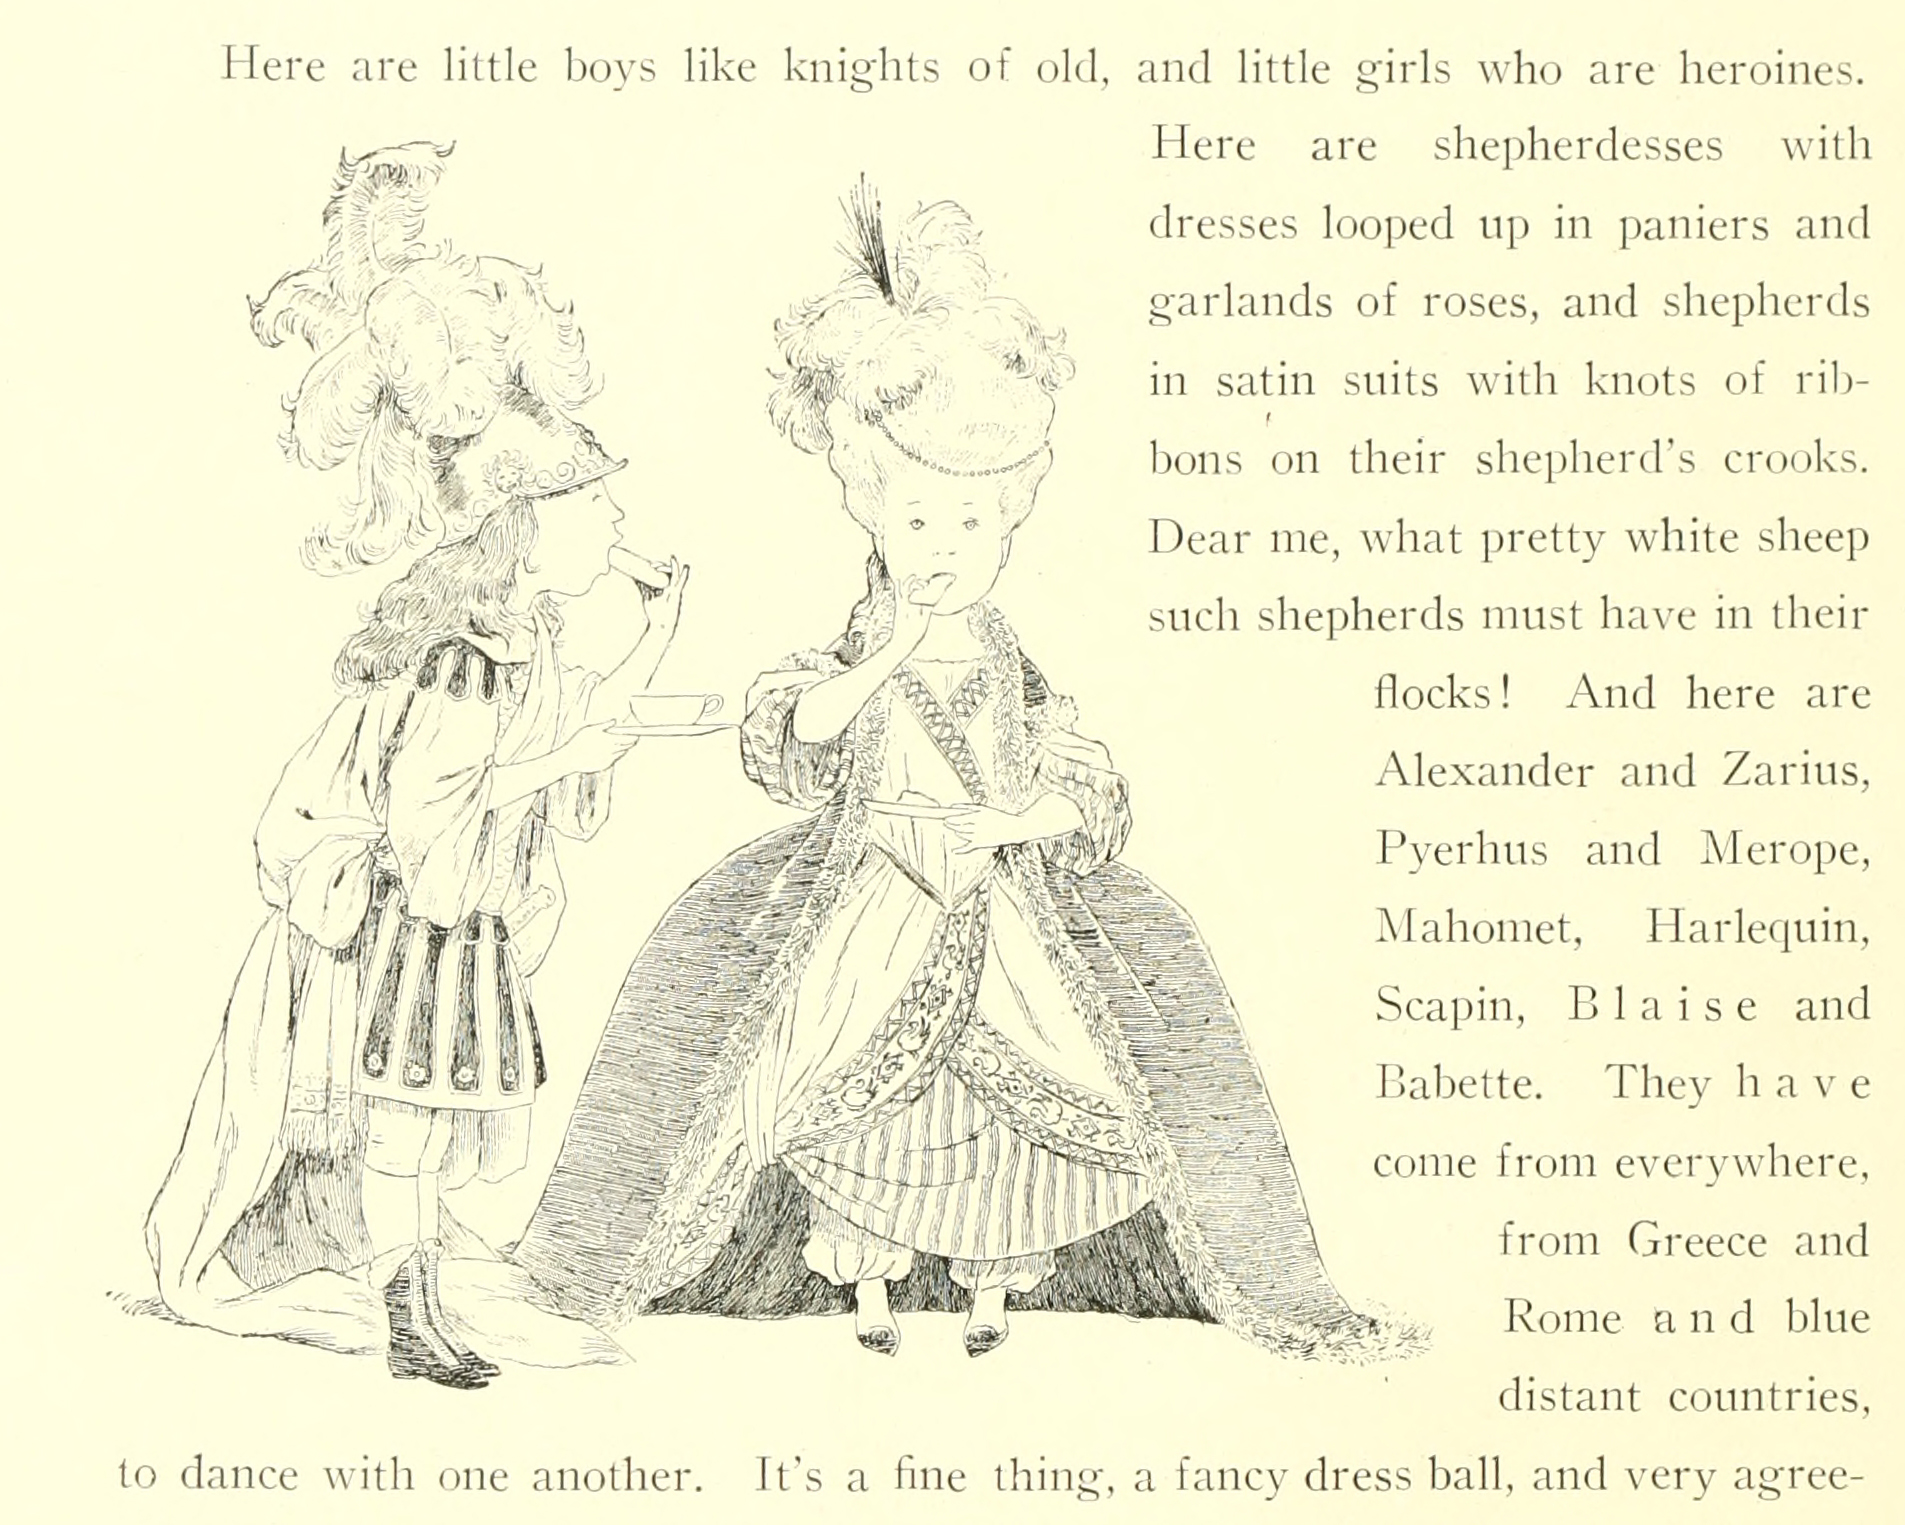 Here are little boys like knights of old, and little girls who are heroines.
Here are shepherdesses with
dresses looped up in paniers and
garlands of roses, and shepherds
in satin suits with knots of rib-
bons on their shepherd's crooks.
Dear me, what pretty white sheep
such shepherds must have in their
flocks! And here are
Alexander and Zarius,
Pyerhus and Merope,
Mahomet, Harlequin,
Scapin, Blaise and
Babette. They have
come from everywhere,
from Greece and
Rome and blue
distant countries,
to dance with one another. It's a fine thing, a fancy dress ball, and very agree-